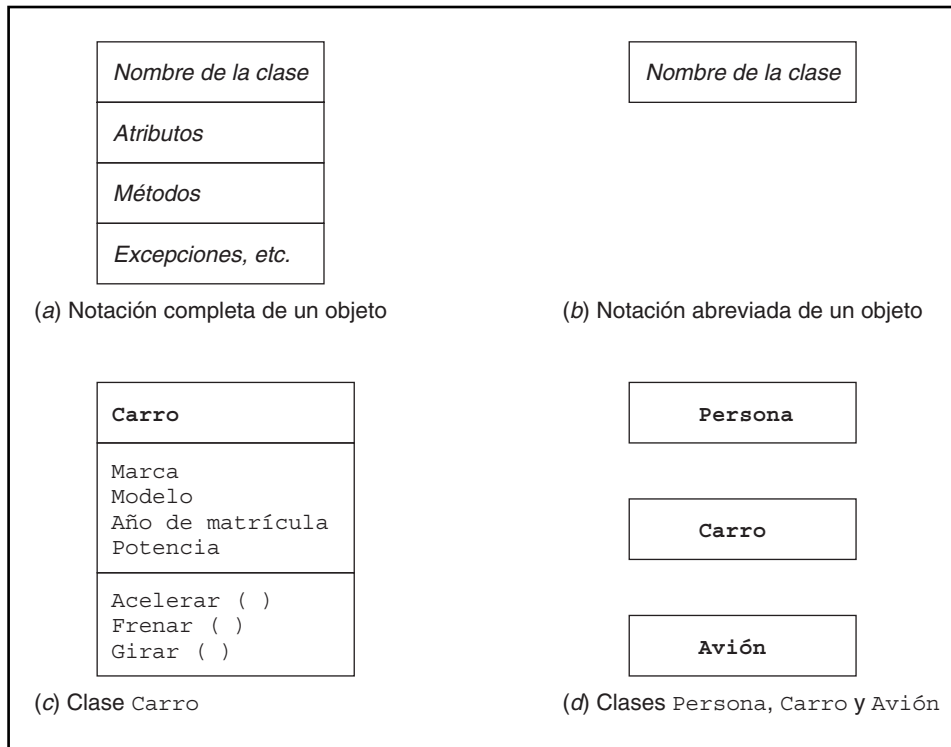 Nombre de la clase
Atributos
Métodos
Excepciones, etc.
(a) Notación completa de un objeto
Nombre de la clase
(b) Notación abreviada de un objeto
Carro
Marca
Modelo
Año de matrícula
Potencia
Acelerar ( )
Frenar ( )
Girar ( )
(c) Clase Carro
Persona
Carro
Avión
(d) Clases Persona, Carro y Avión